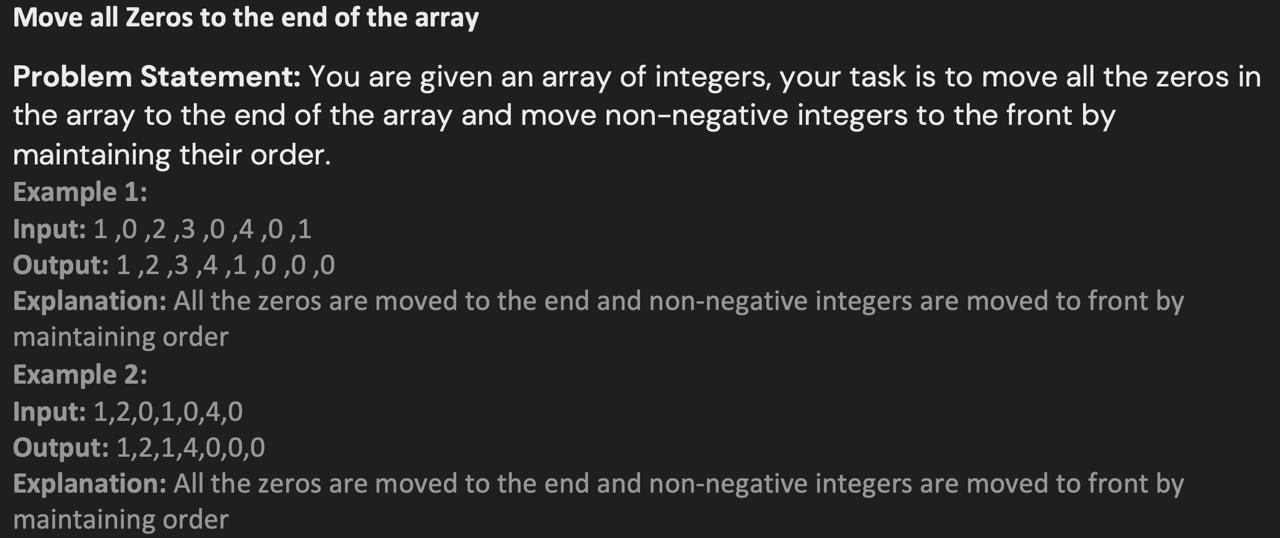 Move all Zeros to the end of the array
Problem Statement: You are given an array of integers, your task is to move all the zeros in
the array to the end of the array and move non-negative integers to the front by
maintaining their order.
Example 1:
Input: 1 ,0 ,2 ,3 ,0 ,4 ,0 ,1
Output: 1 ,2 ,3 ,4 ,1 ,0 ,0 ,0
Explanation: All the zeros are moved to the end and non-negative integers are moved to front by
maintaining order
Example 2:
Input: 1,2,0,1,0,4,0
Output: 1,2,1,4,0,0,0
Explanation: All the zeros are moved to the end and non-negative integers are moved to front by
maintaining order